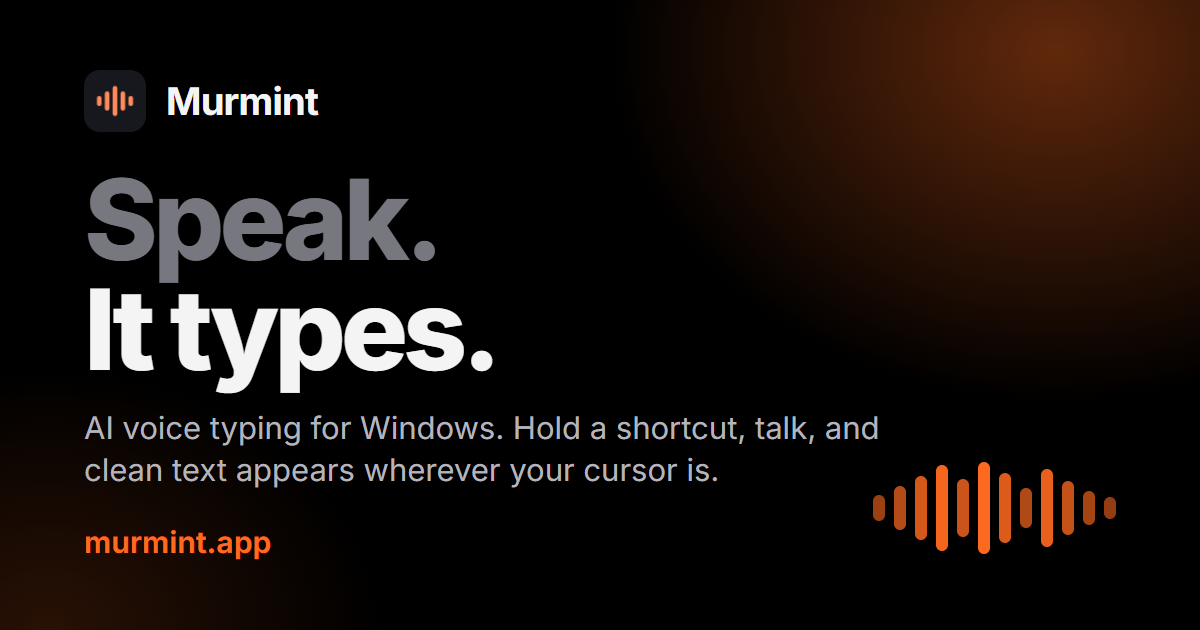 Murmint
Speak.
It types.
AI voice typing for Windows. Hold a shortcut, talk, and
clean text appears wherever your cursor is.
murmint.app